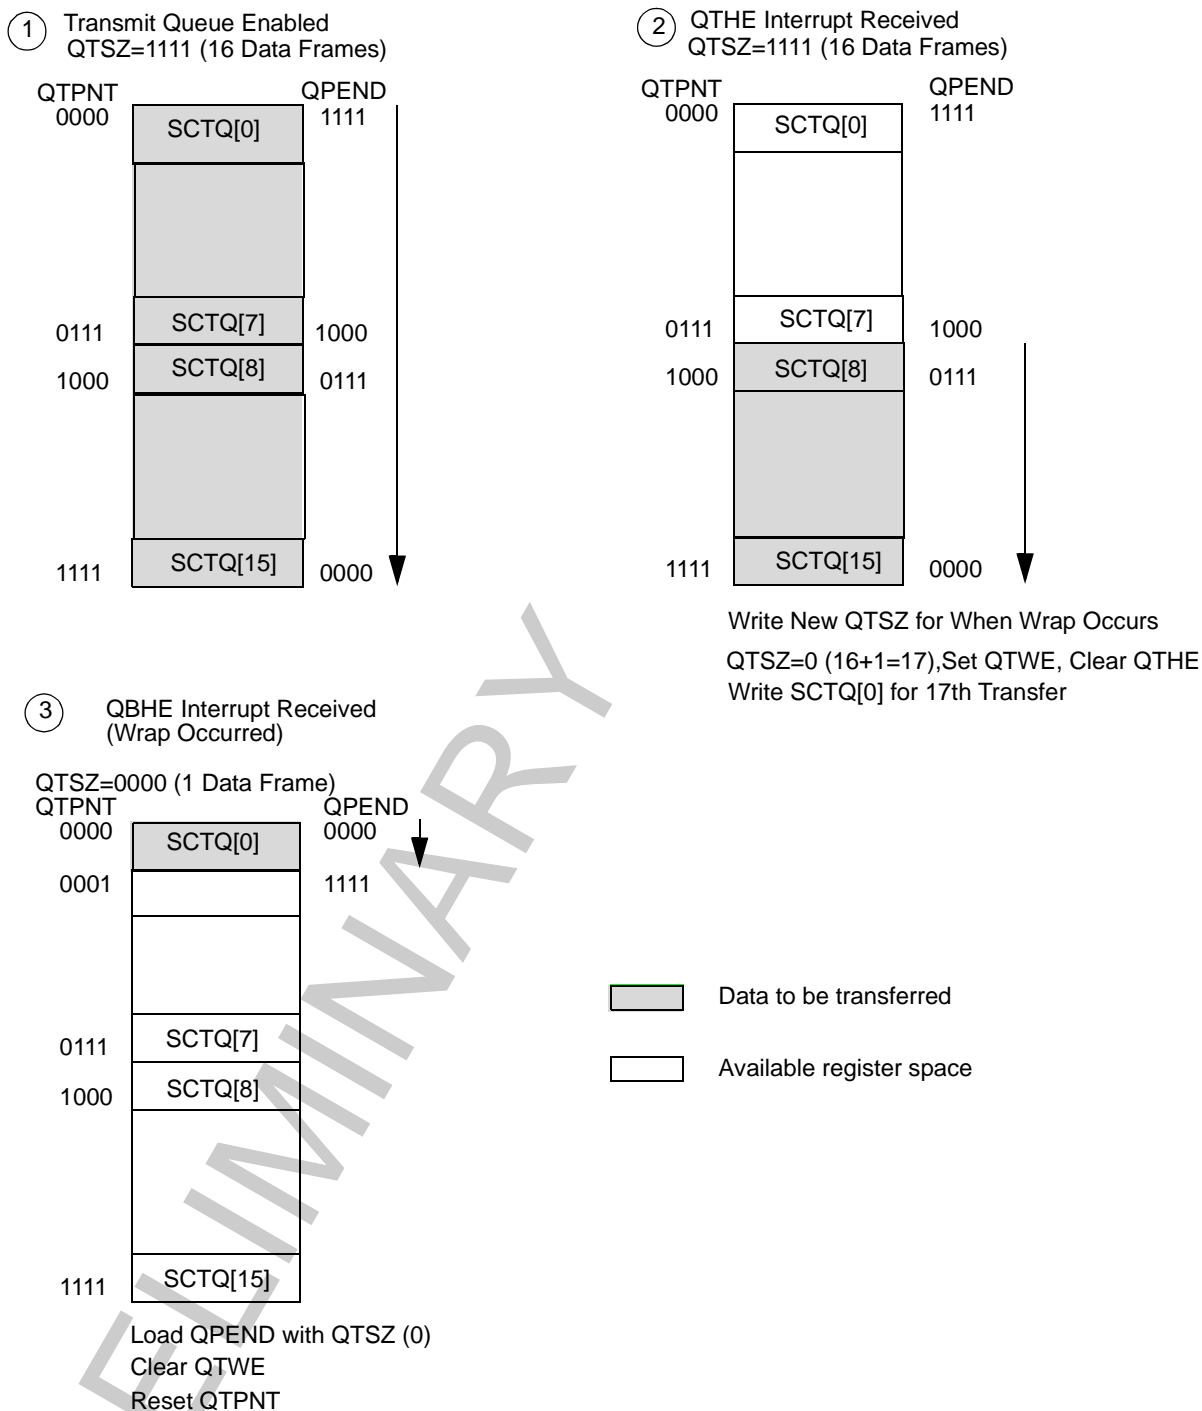 1 Transmit Queue Enabled
QTSZ=1111 (16 Data Frames)
QTPNT QPEND
0000 SCTQ[0] 1111
0111 SCTQ[7] 1000
1000 SCTQ[8] 0111
1111 SCTQ[15] 0000
2 QTHE Interrupt Received
QTSZ=1111 (16 Data Frames)
QTPNT QPEND
0000 SCTQ[0] 1111
0111 SCTQ[7] 1000
1000 SCTQ[8] 0111
1111 SCTQ[15] 0000
Write New QTSZ for When Wrap Occurs
QTSZ=0 (16+1=17),Set QTWE, Clear QTHE
Write SCTQ[0] for 17th Transfer
3 QBHE Interrupt Received
(Wrap Occurred)
QTSZ=0000 (1 Data Frame)
QTPNT QPEND
0000 SCTQ[0] 0000
0001 1111
0111 SCTQ[7]
1000 SCTQ[8]
1111 SCTQ[15]
Load QPEND with QTSZ (0)
Clear QTWE
Reset QTPNT
Data to be transferred
Available register space
ELIMINARY